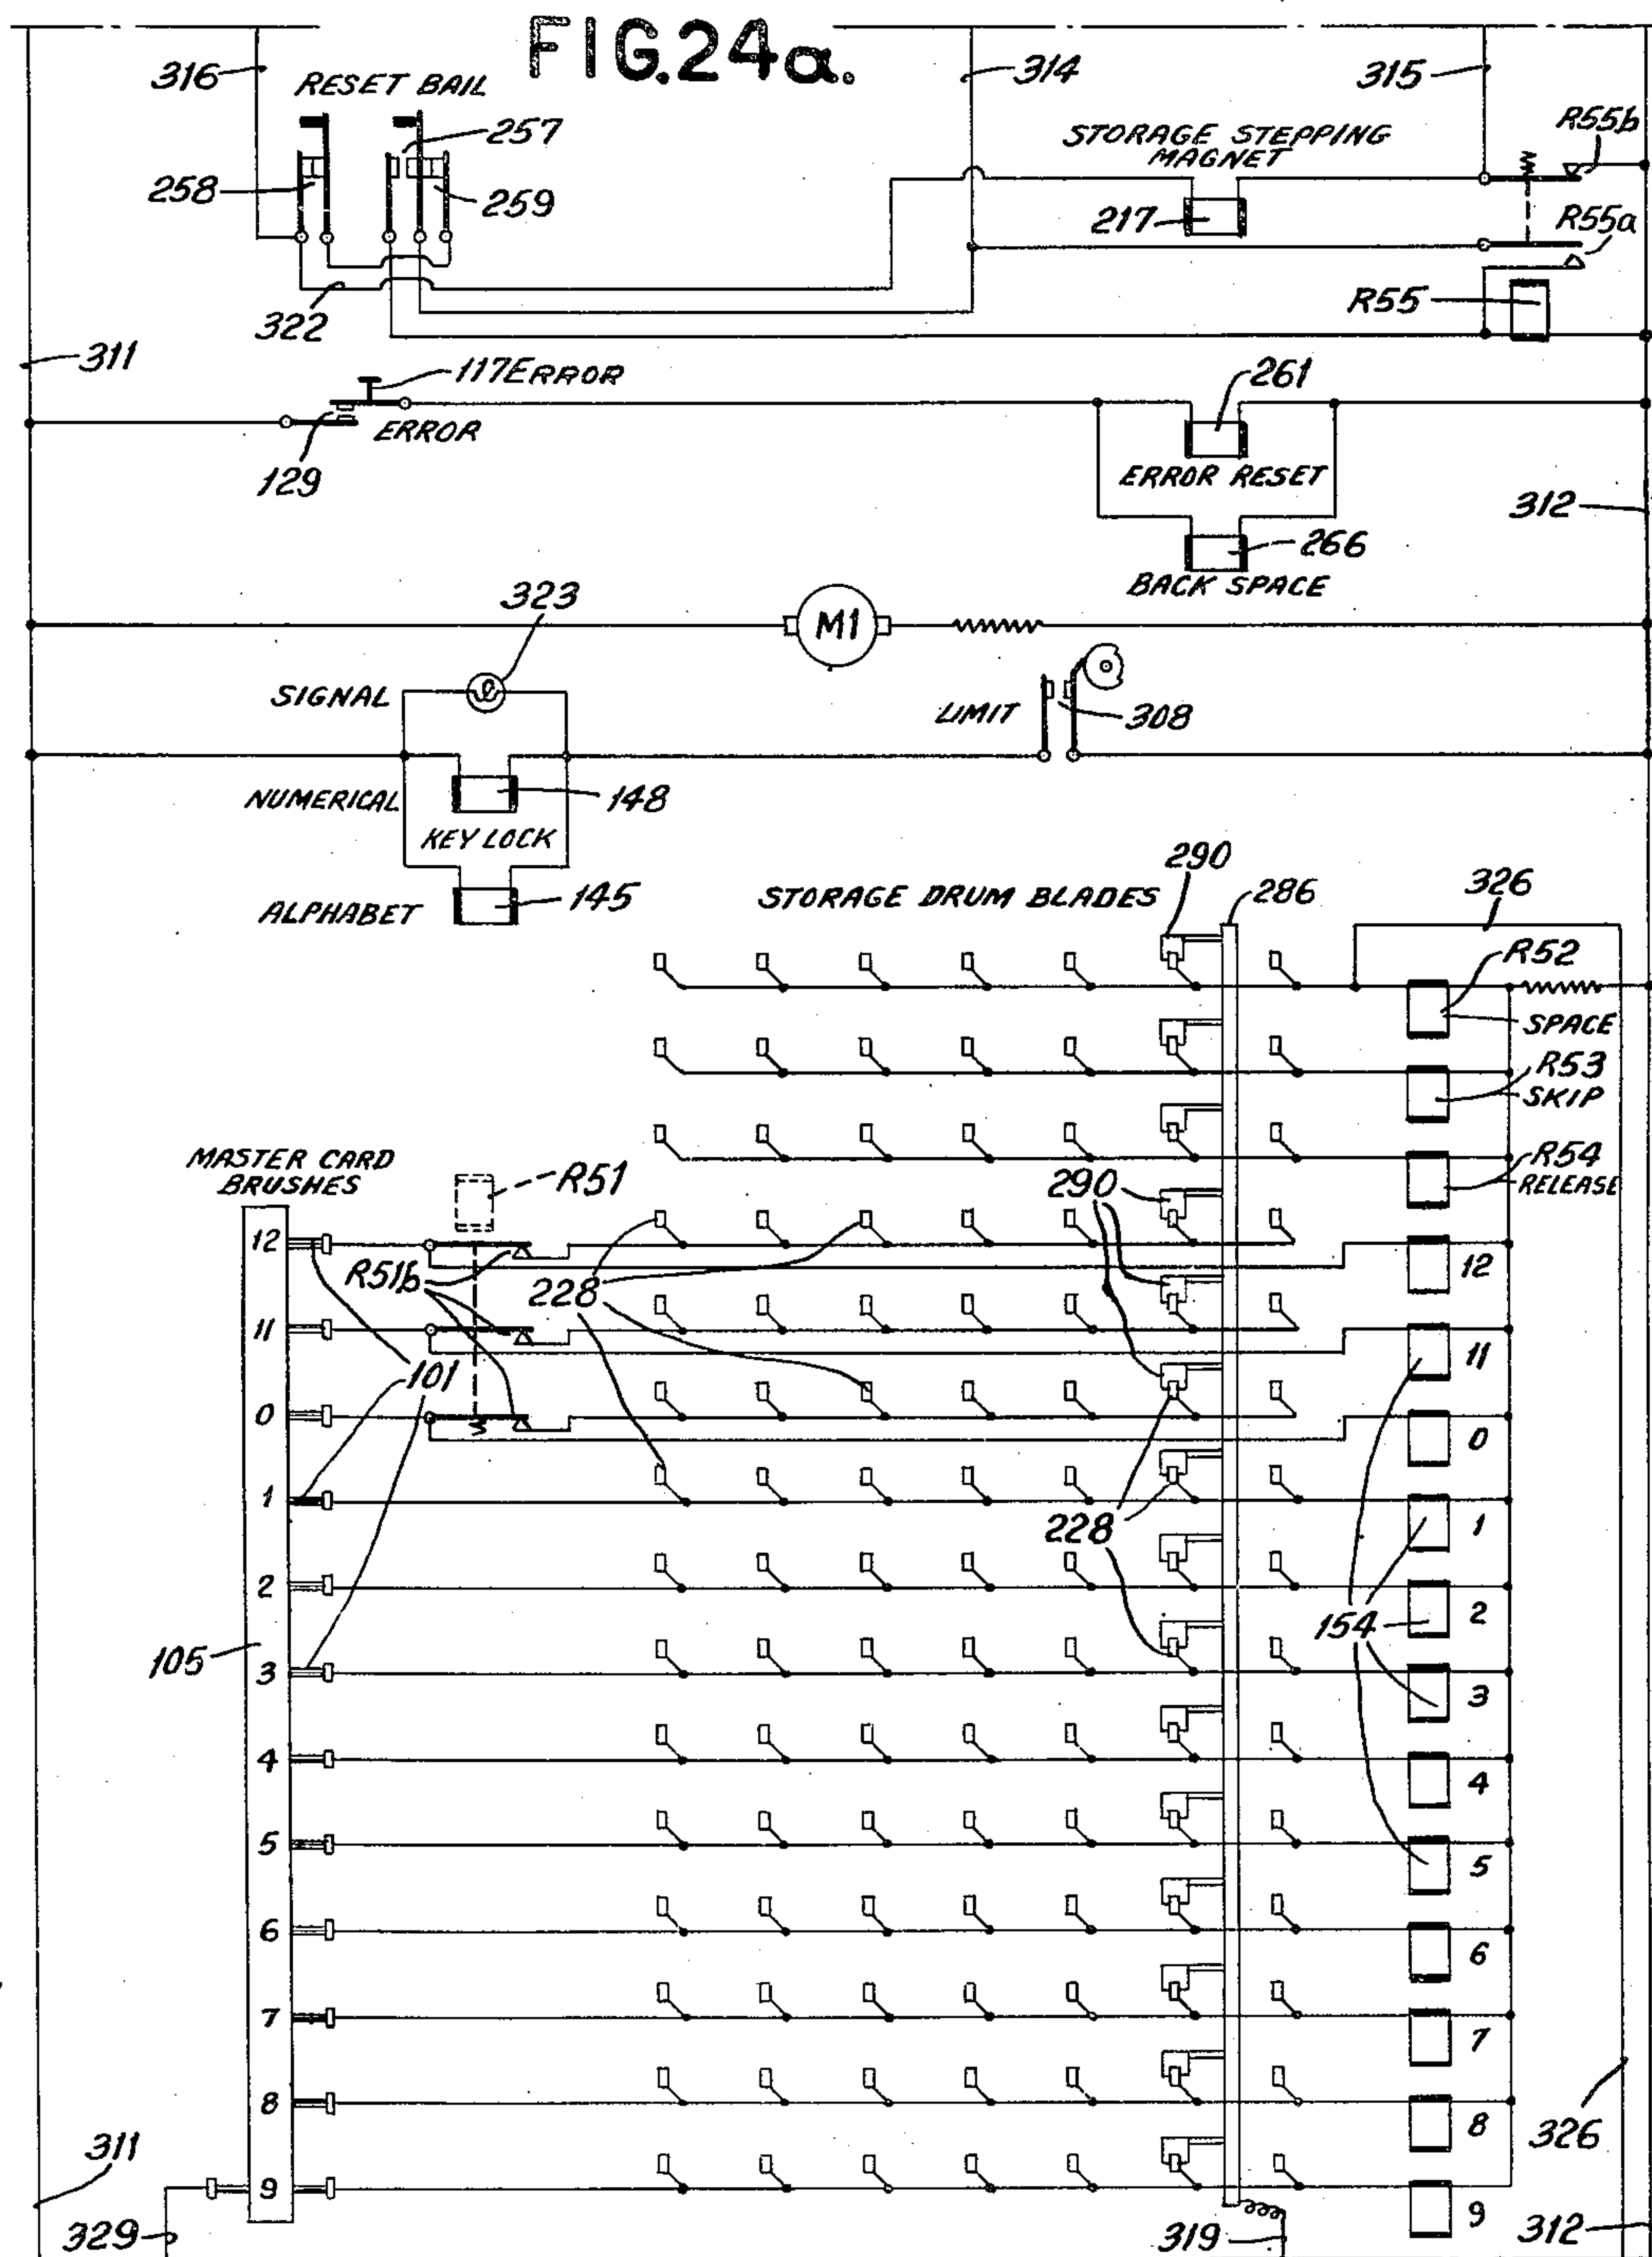 FIG.24a.
316
RESET BAIL
314
315
257
STORAGE STEPPING
MAGNET
R55b
258
259
217
R55a
R55
322
311
117 ERROR
261
ERROR
129
ERROR RESET
312
266
BACK SPACE
323
M1
SIGNAL
LIMIT
308
NUMERICAL
148
KEY LOCK
290
ALPHABET
145
STORAGE DRUM BLADES
286
326
R52
SPACE
R53
SKIP
MASTER CARD
BRUSHES
R51
290
R54
RELEASE
12
R51b
228
12
11
101
11
0
0
1
228
1
2
154
2
105
3
3
4
4
5
5
6
6
7
7
8
8
311
326
9
9
329
319
312